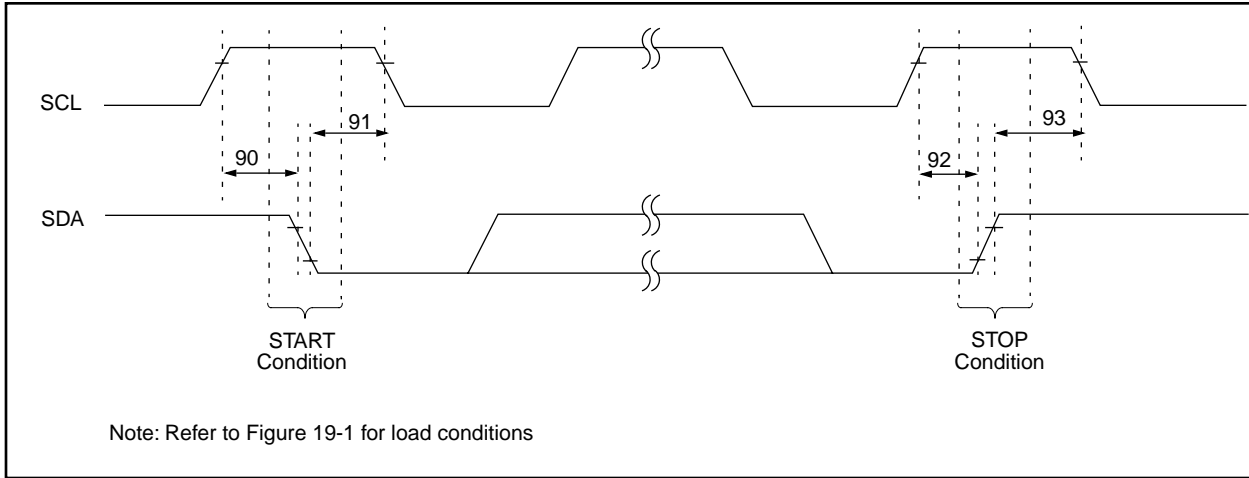 SCL
91
93
90
92
SDA
START
Condition
STOP
Condition
Note: Refer to Figure 19-1 for load conditions